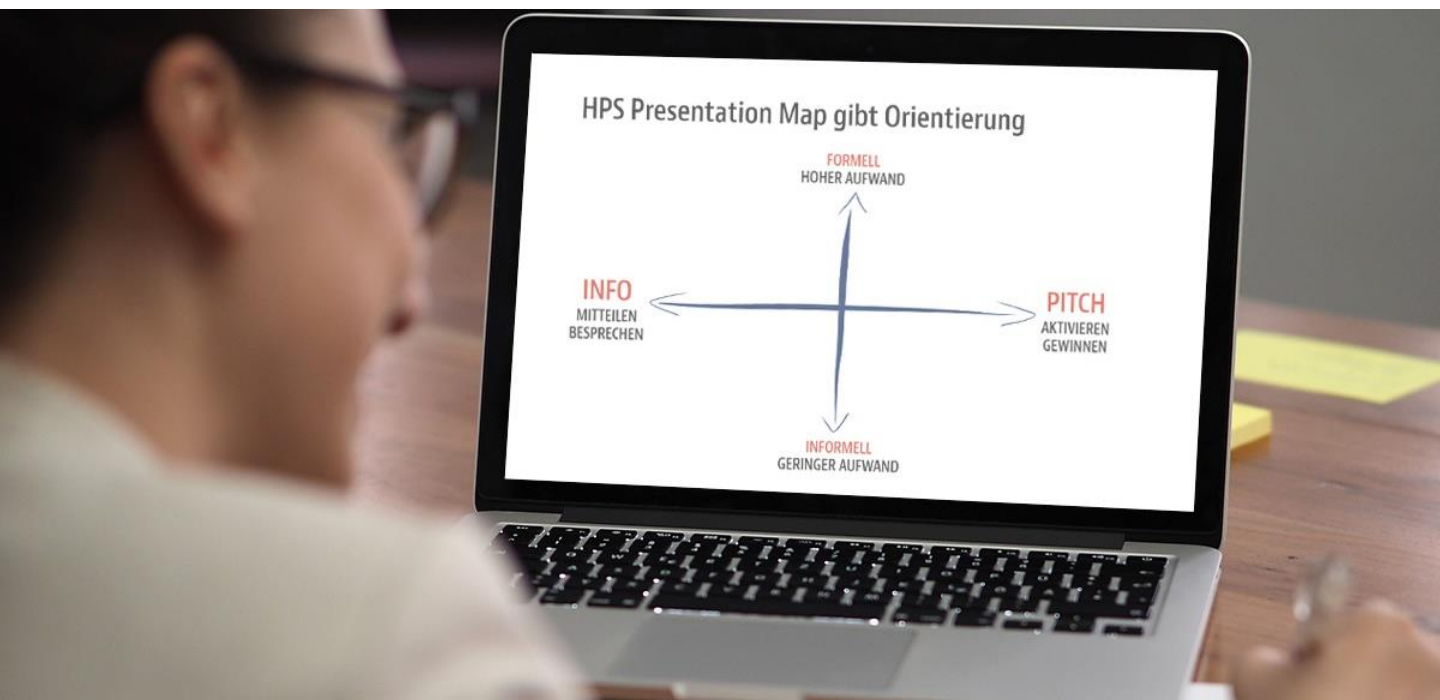 HPS Presentation Map gibt Orientierung
FORMELL
HOHER AUFWAND
INFO
MITTEILEN
BESPRECHEN
PITCH
AKTIVIEREN
GEWINNEN
INFORMELL
GERINGER AUFWAND